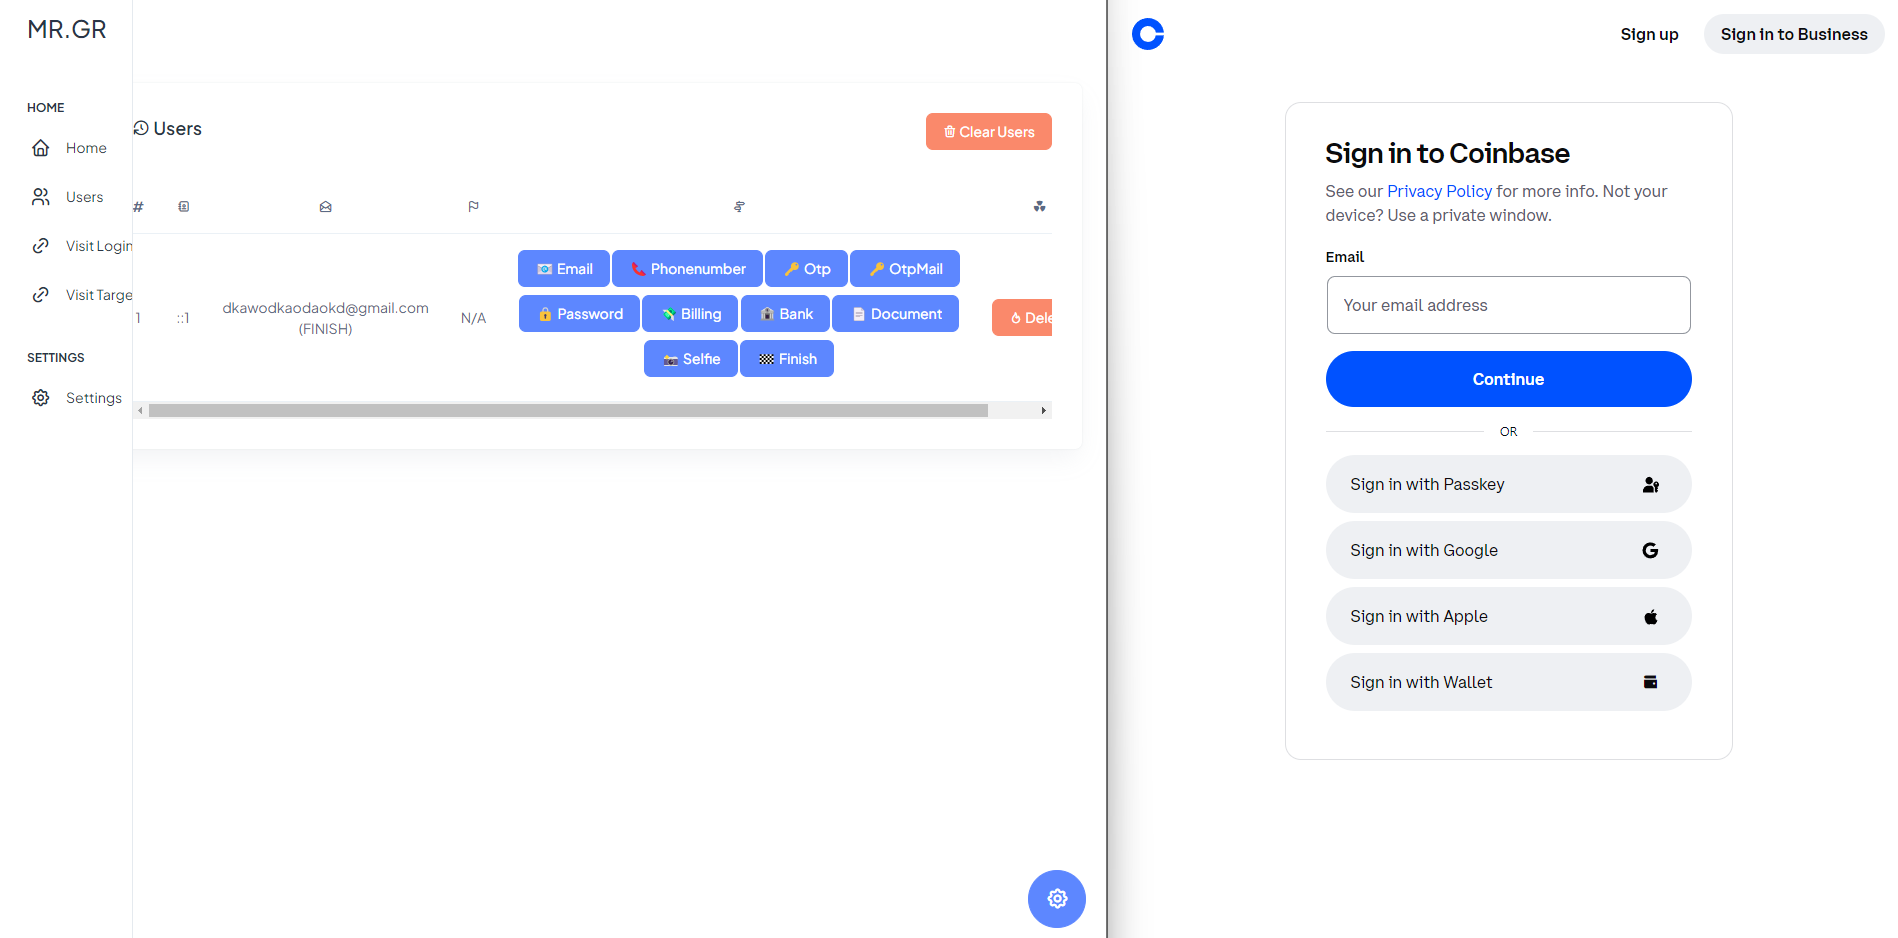 MR.GR
HOME
Home
Users
Visit Login
Visit Targe
SETTINGS
Settings
Users
Clear Users
#
1
::1
dkawodkaodaokd@gmail.com
(FINISH)
N/A
Email
Phonenumber
Otp
OtpMail
Password
Billing
Bank
Document
Selfie
Finish
Dele
Sign up
Sign in to Business
Sign in to Coinbase
See our Privacy Policy for more info. Not your
device? Use a private window.
Email
Your email address
Continue
OR
Sign in with Passkey
Sign in with Google
Sign in with Apple
Sign in with Wallet